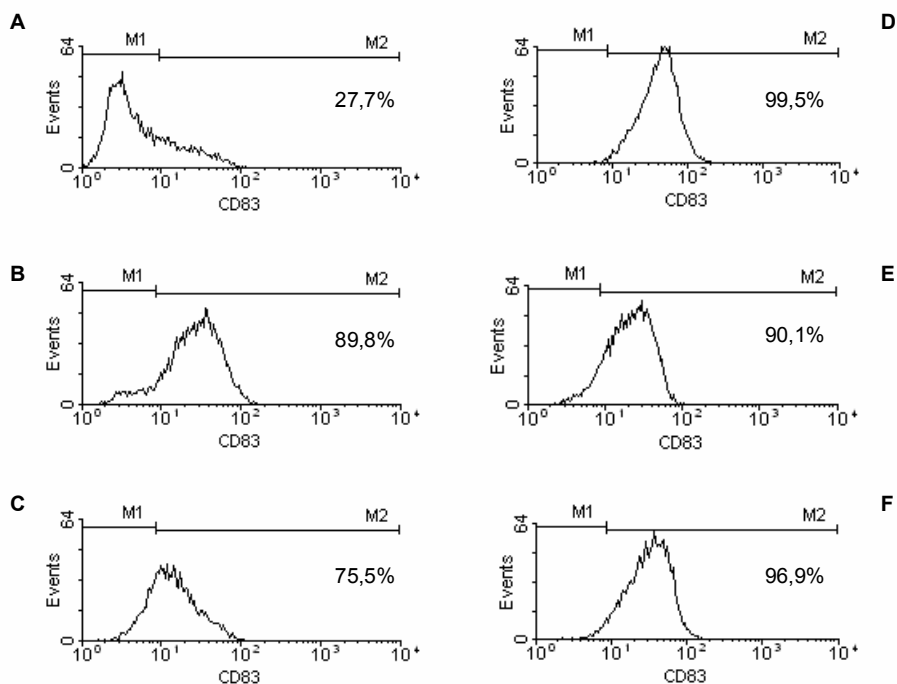 A
M1 M2
64
Events
27,7%
0
10⁰ 10¹ 10² 10³ 10⁴
CD83
B
M1 M2
64
Events
89,8%
0
10⁰ 10¹ 10² 10³ 10⁴
CD83
C
M1 M2
64
Events
75,5%
0
10⁰ 10¹ 10² 10³ 10⁴
CD83
D
M1 M2
64
Events
99,5%
0
10⁰ 10¹ 10² 10³ 10⁴
CD83
E
M1 M2
64
Events
90,1%
0
10⁰ 10¹ 10² 10³ 10⁴
CD83
F
M1 M2
64
Events
96,9%
0
10⁰ 10¹ 10² 10³ 10⁴
CD83